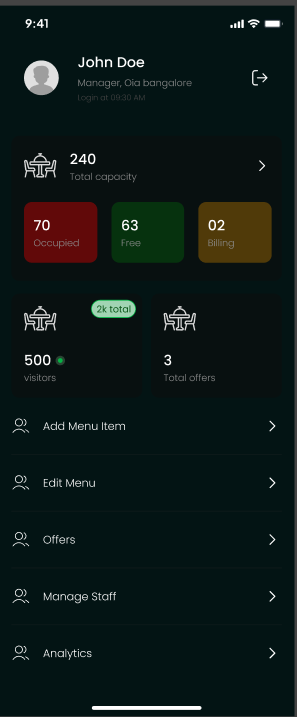 9:41
John Doe
Manager, Oia bangalore
Login at 09:30 AM
240
Total capacity
70
Occupied
63
Free
02
Billing
2k total
500
visitors
3
Total offers
Add Menu Item
Edit Menu
Offers
Manage Staff
Analytics